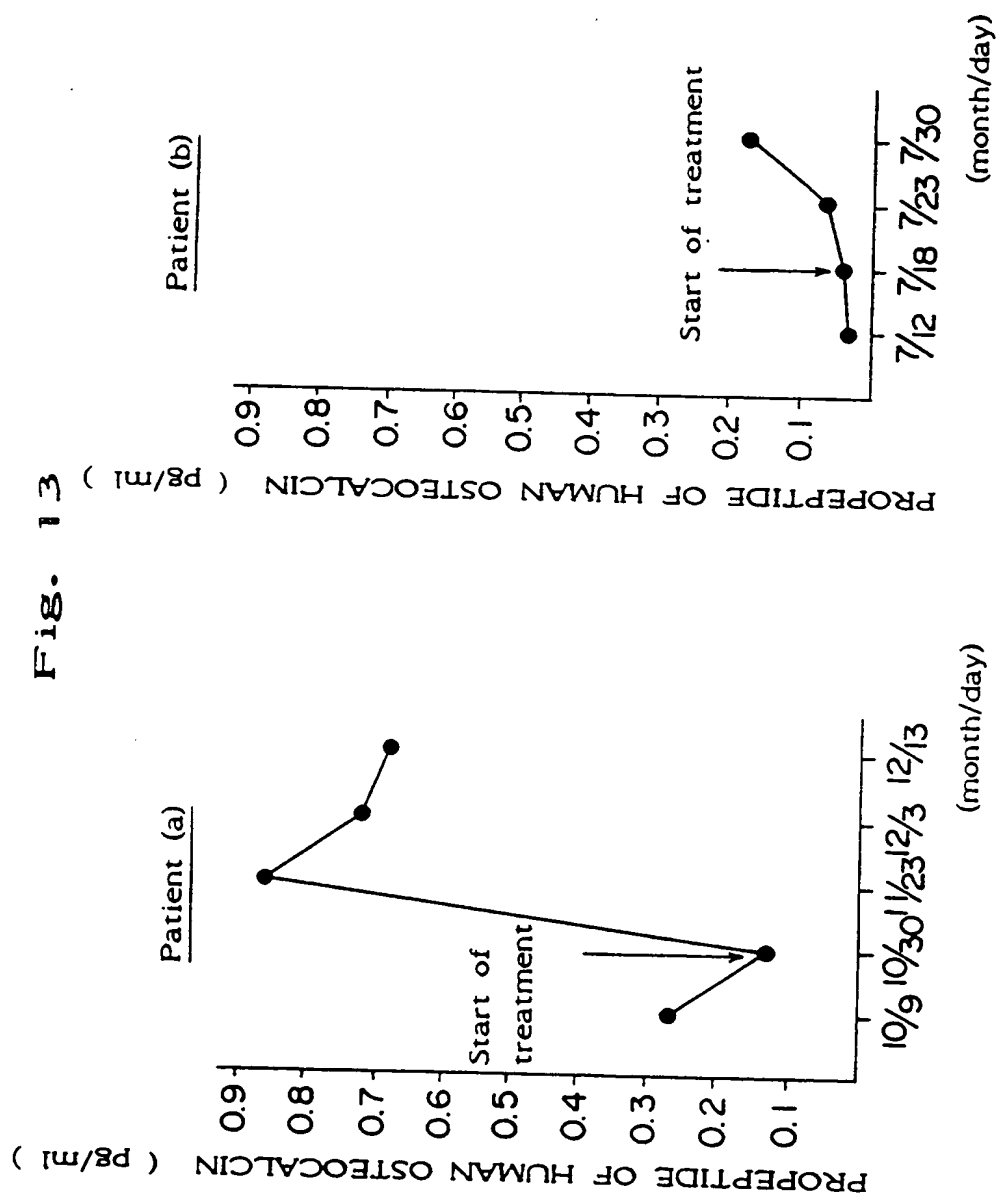 Fig. 13
Patient (a)
PROPEPTIDE OF HUMAN OSTEOCALCIN ( pg/ml )
0.9
0.8
0.7
0.6
0.5
0.4
0.3
0.2
0.1
Start of
treatment
10/9 10/30 11/23 12/3 12/13
(month/day)
Patient (b)
PROPEPTIDE OF HUMAN OSTEOCALCIN ( pg/ml )
0.9
0.8
0.7
0.6
0.5
0.4
0.3
0.2
0.1
Start of treatment
7/12 7/18 7/23 7/30
(month/day)